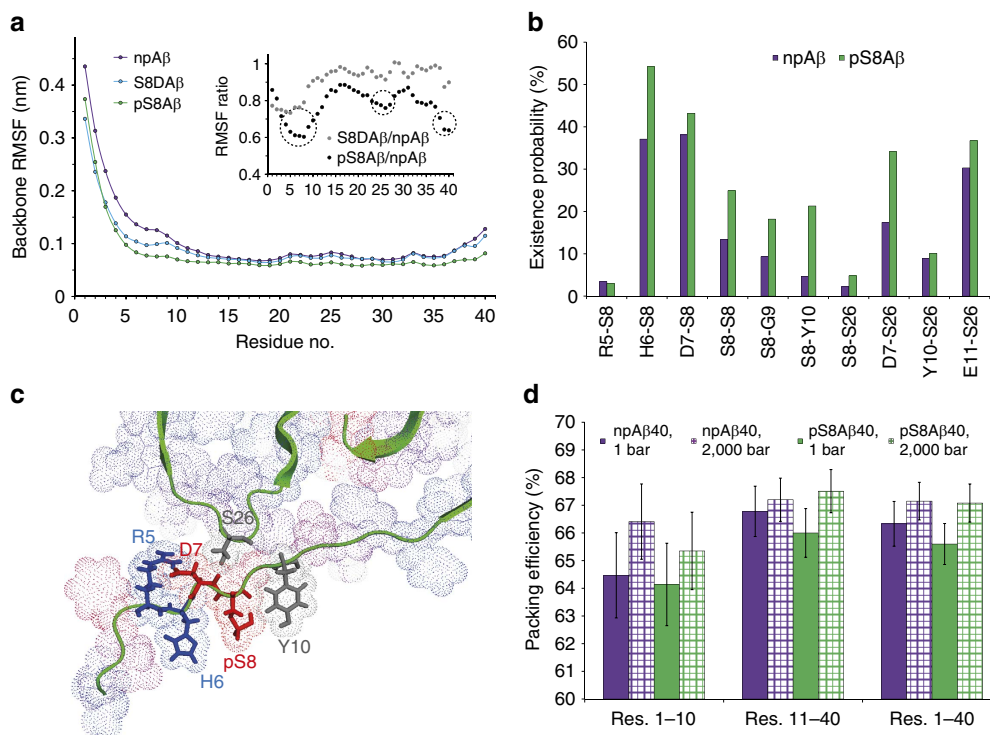 a
Backbone RMSF (nm)
0.4
0.3
0.2
0.1
0
0 5 10 15 20 25 30 35 40
Residue no.
npAβ
S8DAβ
pS8Aβ
RMSF ratio
1
0.8
0.6
0.4
0 5 10 15 20 25 30 35 40
S8DAβ/npAβ
pS8Aβ/npAβ
b
Existence probability (%)
60
50
40
30
20
10
0
npAβ pS8Aβ
R5-S8
H6-S8
D7-S8
S8-S8
S8-G9
S8-Y10
S8-S26
D7-S26
Y10-S26
E11-S26
c
S26
R5
D7
Y10
pS8
H6
d
Packing efficiency (%)
70
69
68
67
66
65
64
63
62
61
60
npAβ40, 1 bar
npAβ40, 2,000 bar
pS8Aβ40 1 bar
pS8Aβ40, 2,000 bar
Res. 1–10
Res. 11–40
Res. 1–40